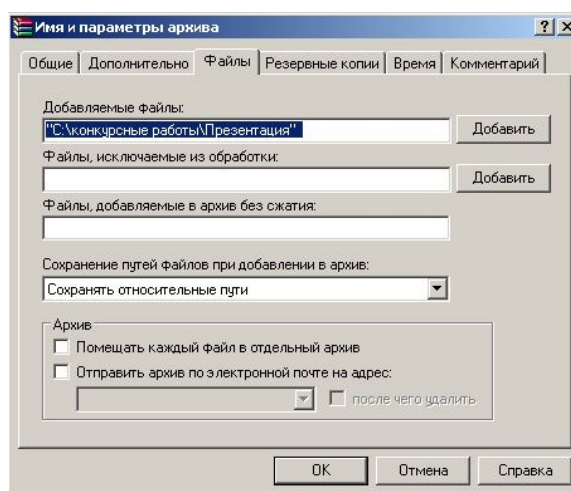 Имя и параметры архива
Общие Дополнительно Файлы Резервные копии Время Комментарий
Добавляемые файлы:
"C:\конкурсные работы\Презентация" Добавить
Файлы, исключаемые из обработки:
Добавить
Файлы, добавляемые в архив без сжатия:
Сохранение путей файлов при добавлении в архив:
Сохранять относительные пути
Архив
Помещать каждый файл в отдельный архив
Отправить архив по электронной почте на адрес:
после чего удалить
OK Отмена Справка